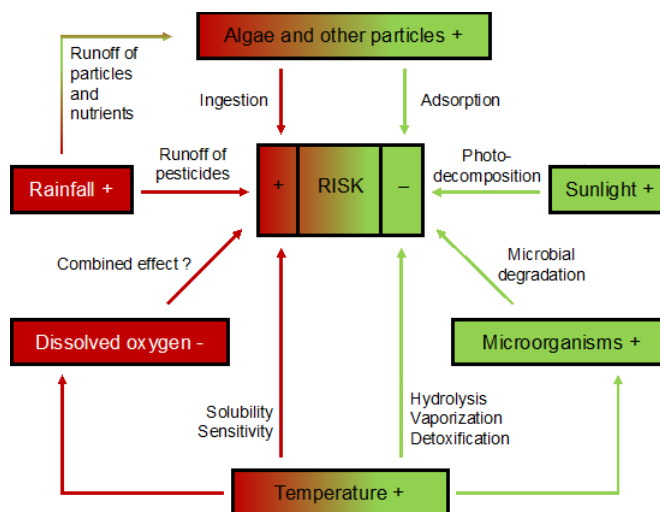 Algae and other particles +
Runoff of
particles
and
nutrients
Ingestion
Adsorption
Runoff of
pesticides
Photo-
decomposition
Rainfall +
+
RISK
–
Sunlight +
Combined effect ?
Microbial
degradation
Dissolved oxygen -
Microorganisms +
Solubility
Sensitivity
Hydrolysis
Vaporization
Detoxification
Temperature +